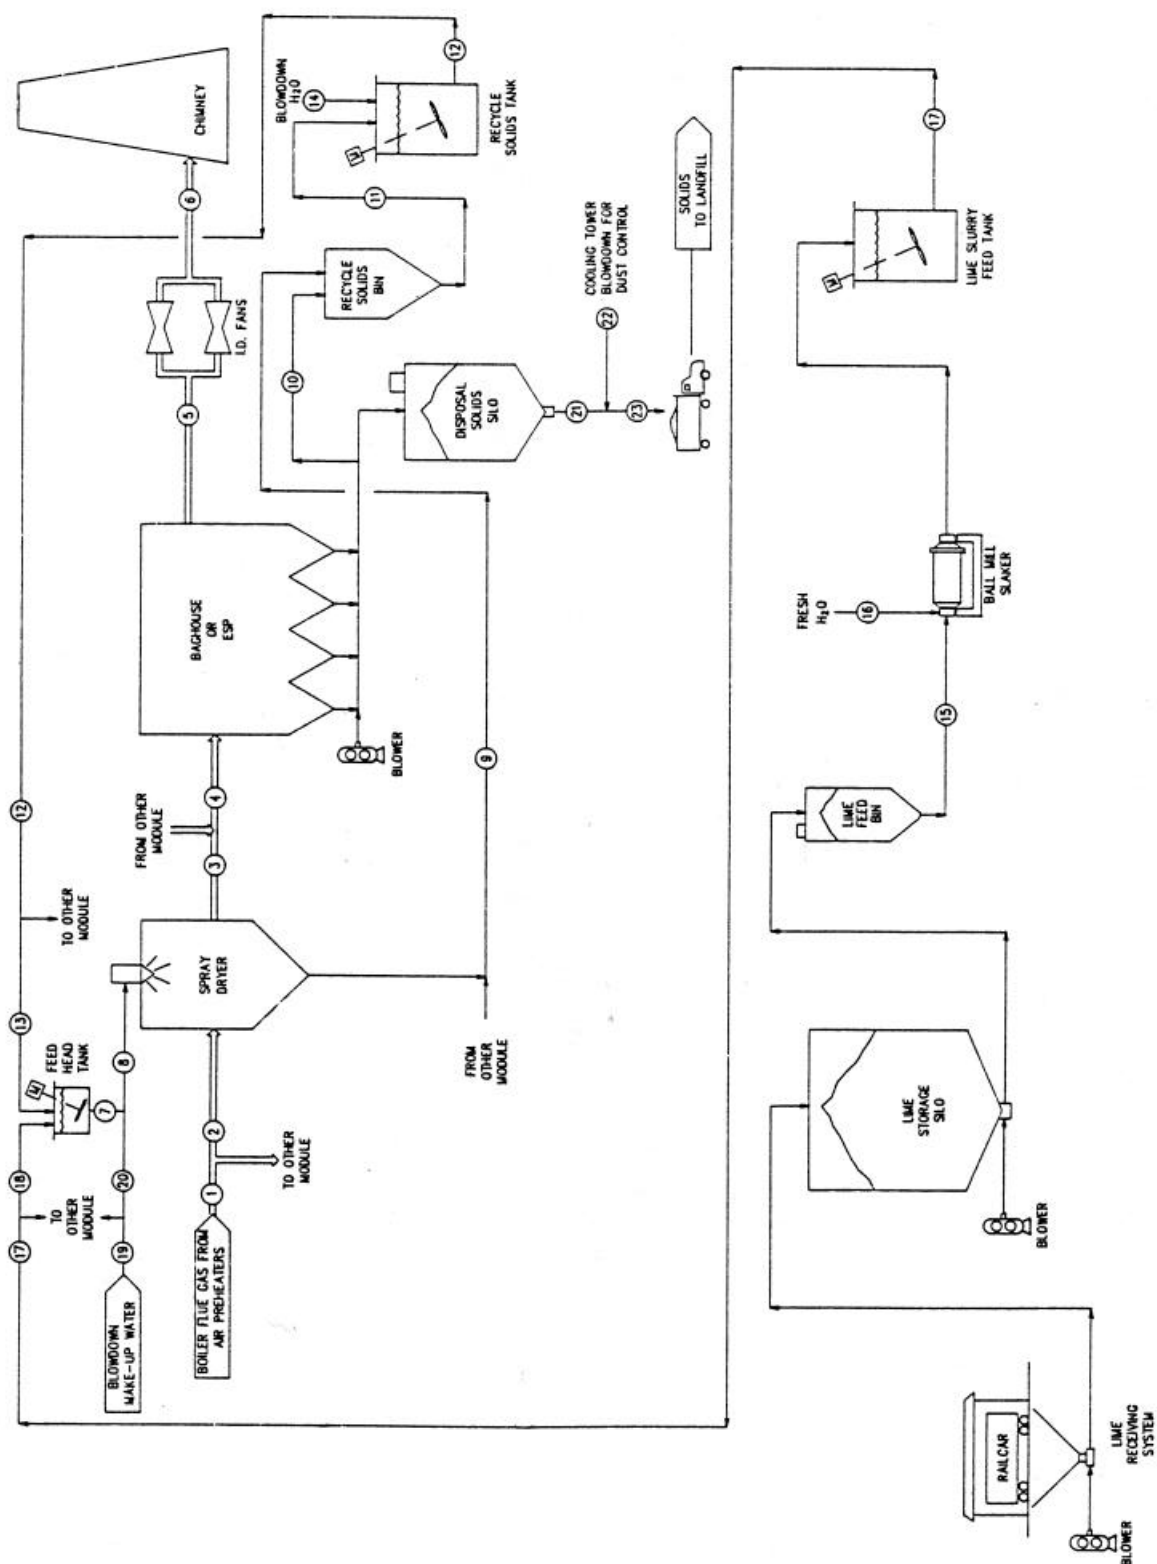 CHIMNEY
6
I.D. FANS
5
BAGHOUSE
OR
ESP
FROM OTHER
MODULE
4
3
SPRAY
DRYER
BOILER FLUE GAS FROM
AIR PREHEATERS
1
2
TO OTHER
MODULE
BLOWDOWN
MAKE-UP WATER
19
20
TO
OTHER
MODULE
17
18
7
8
FEED
HEAD
TANK
M
13
TO OTHER
MODULE
12
12
BLOWDOWN
H2O
14
M
RECYCLE
SOLIDS TANK
11
RECYCLE
SOLIDS
BIN
10
9
FROM
OTHER
MODULE
BLOWER
DISPOSAL
SOLIDS
SILO
21
22
23
COOLING TOWER
BLOWDOWN FOR
DUST CONTROL
SOLIDS
TO LANDFILL
17
M
LIME SLURRY
FEED TANK
FRESH
H2O
16
BALL MILL
SLAKER
15
LIME
FEED
BIN
LIME
STORAGE
SILO
BLOWER
RAILCAR
LIME
RECEIVING
SYSTEM
BLOWER